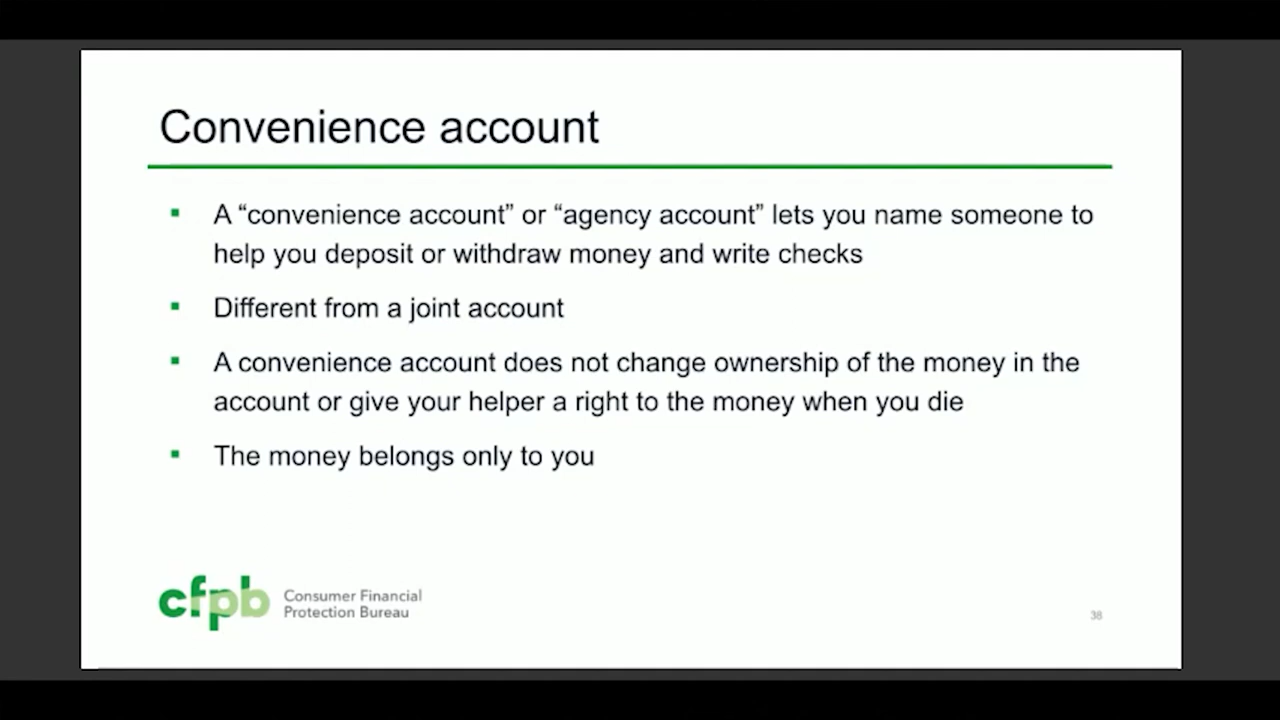 Convenience account
▪ A “convenience account” or “agency account” lets you name someone to
help you deposit or withdraw money and write checks
▪ Different from a joint account
▪ A convenience account does not change ownership of the money in the
account or give your helper a right to the money when you die
▪ The money belongs only to you
cfpb
Consumer Financial
Protection Bureau
38